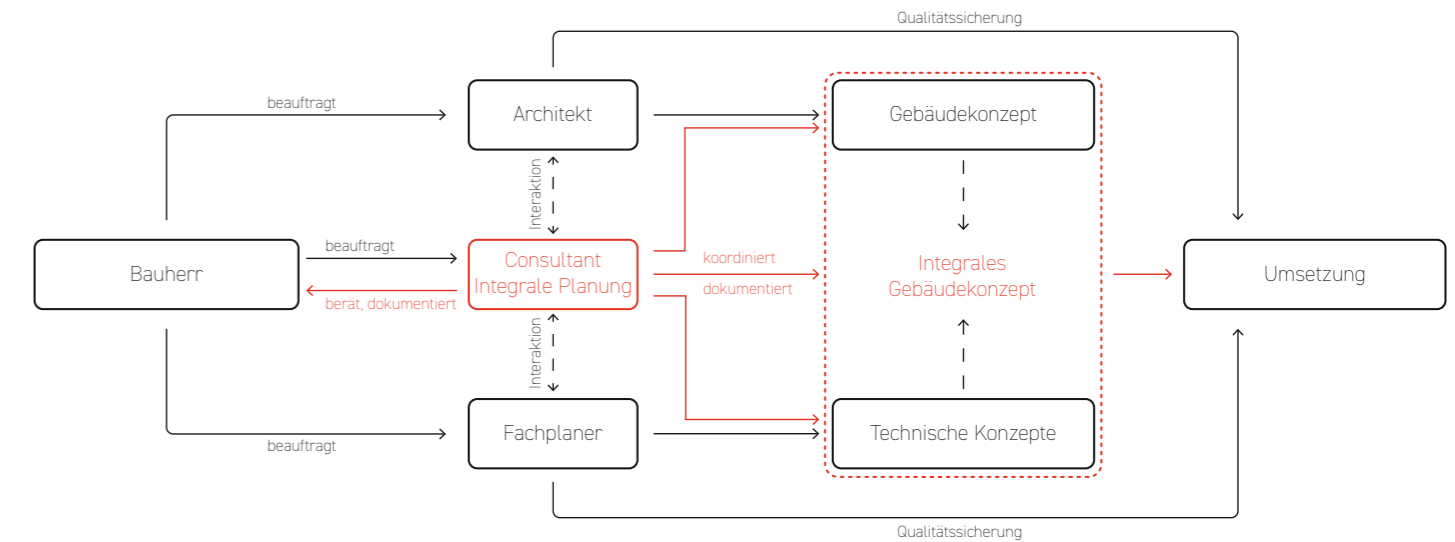 Qualitätssicherung
beauftragt
Architekt
Gebäudekonzept
Interaktion
Bauherr
beauftragt
berät, dokumentiert
Consultant
Integrale Planung
koordiniert
dokumentiert
Integrales
Gebäudekonzept
Umsetzung
Interaktion
beauftragt
Fachplaner
Technische Konzepte
Qualitätssicherung